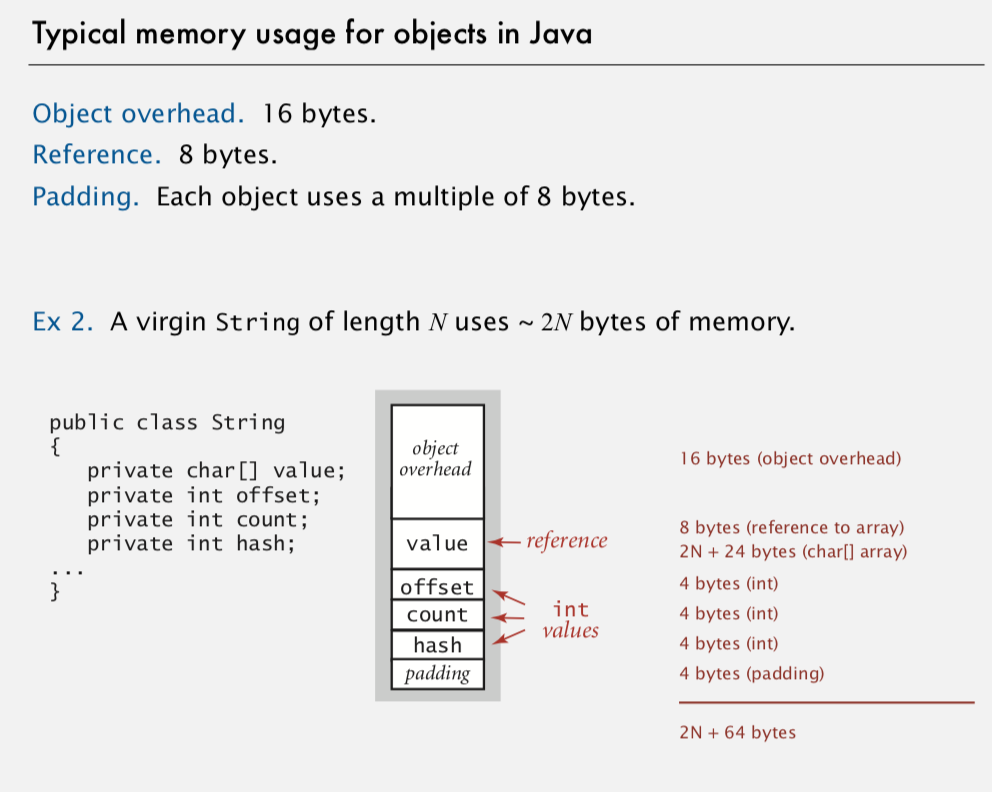 Typical memory usage for objects in Java
Object overhead. 16 bytes.
Reference. 8 bytes.
Padding. Each object uses a multiple of 8 bytes.
Ex 2. A virgin String of length N uses ~ 2N bytes of memory.
public class String
{
private char[] value;
private int offset;
private int count;
private int hash;
...
}
object
overhead
value
offset
count
hash
padding
reference
int
values
16 bytes (object overhead)
8 bytes (reference to array)
2N + 24 bytes (char[] array)
4 bytes (int)
4 bytes (int)
4 bytes (int)
4 bytes (padding)
2N + 64 bytes